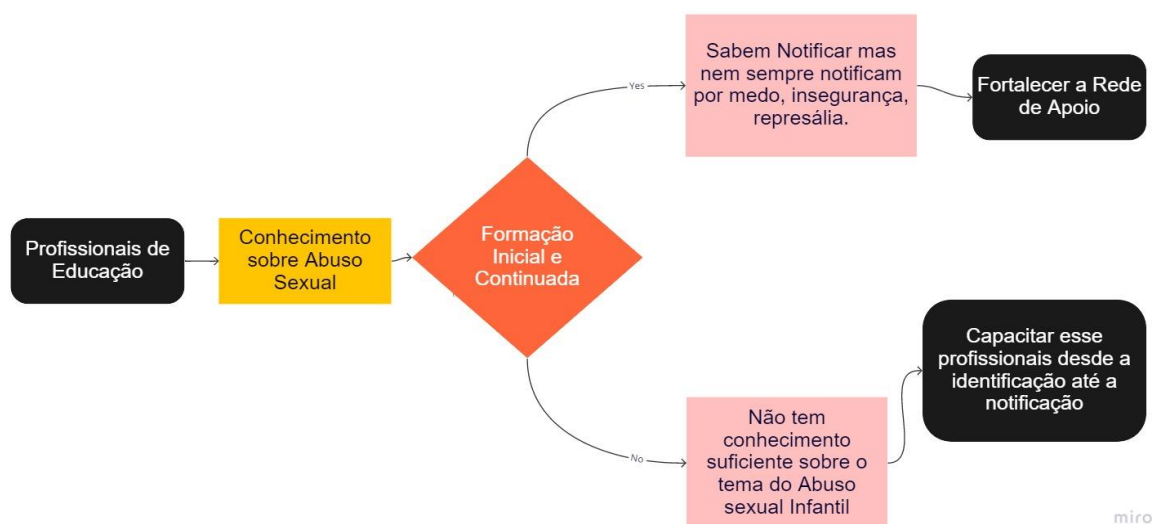 Profissionais de
Educação
Conhecimento
sobre Abuso
Sexual
Formação
Inicial e
Continuada
Yes
Sabem Notificar mas
nem sempre notificam
por medo, insegurança,
represália.
Fortalecer a Rede
de Apoio
No
Não tem
conhecimento
suficiente sobre o
tema do Abuso
sexual Infantil
Capacitar esse
profissionais desde a
identificação até a
notificação
miro